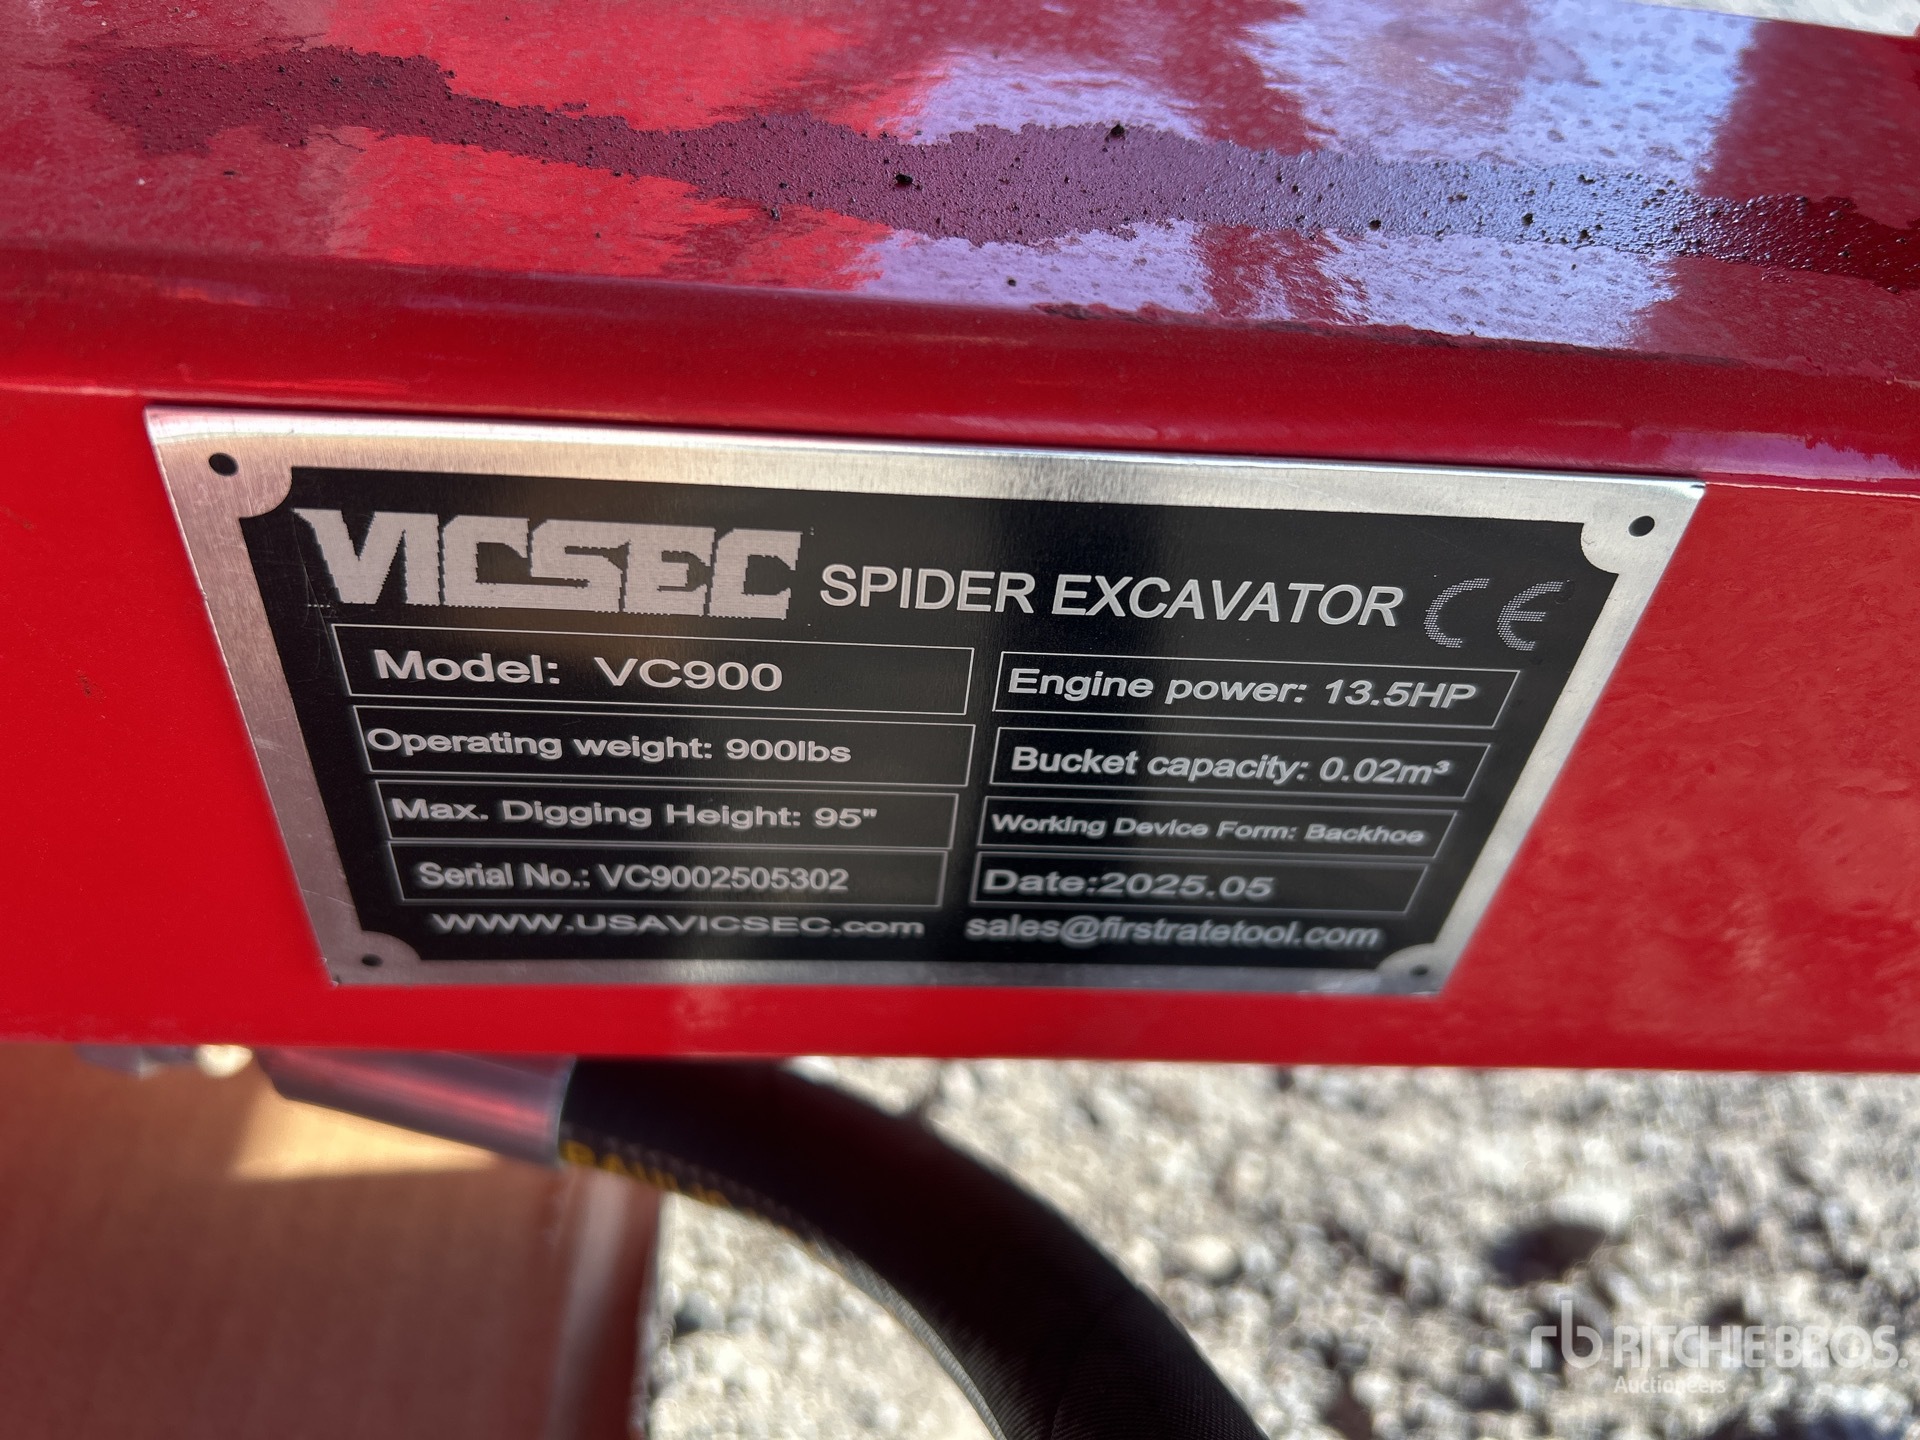 VICSEC SPIDER EXCAVATOR CE
Model: VC900
Engine power: 13.5HP
Operating weight: 900lbs
Bucket capacity: 0.02m³
Max. Digging Height: 95"
Working Device Form: Backhoe
Serial No.: VC9002505302
Date:2025.05
WWW.USAVICSEC.com
sales@firstratetool.com
rb RITCHIE BROS.
Auctioneers